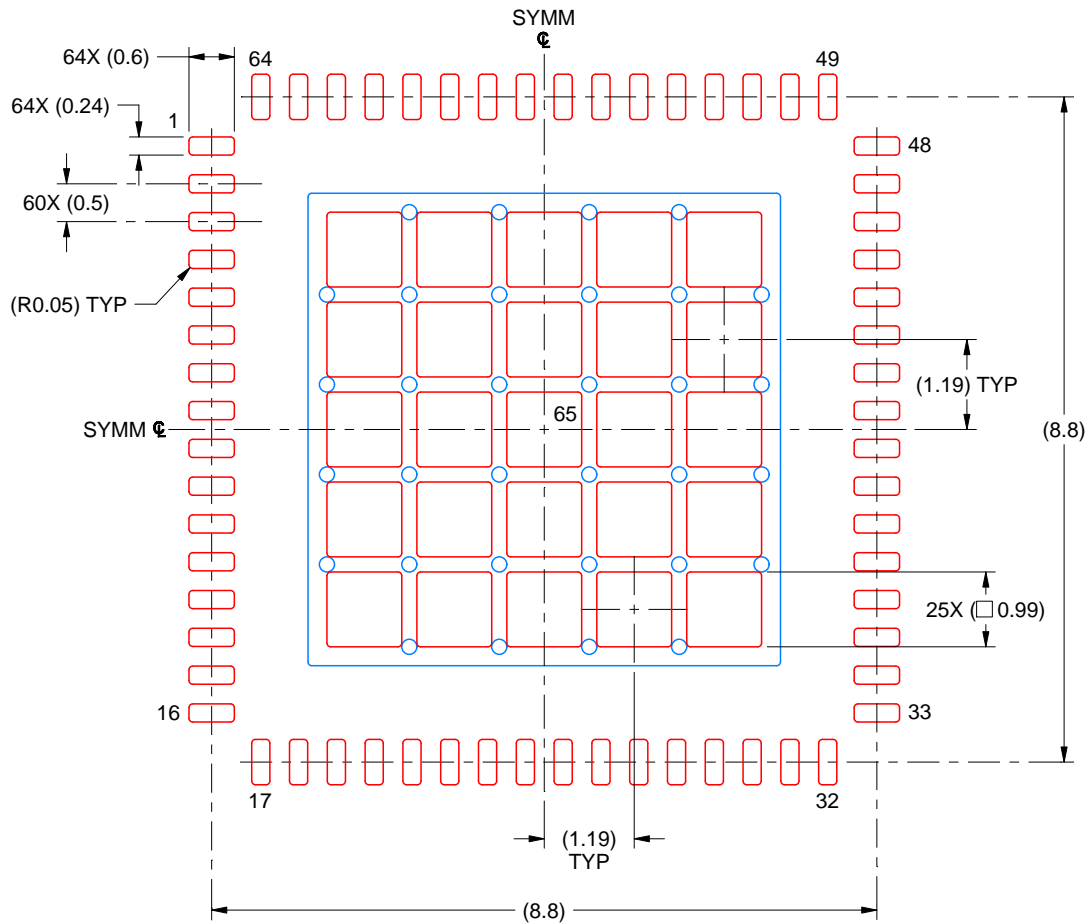 SYMM
℄
64X (0.6)
64
49
64X (0.24)
1
48
60X (0.5)
(R0.05) TYP
(1.19) TYP
65
SYMM ℄
(8.8)
25X (□ 0.99)
16
33
17
32
(1.19)
TYP
(8.8)